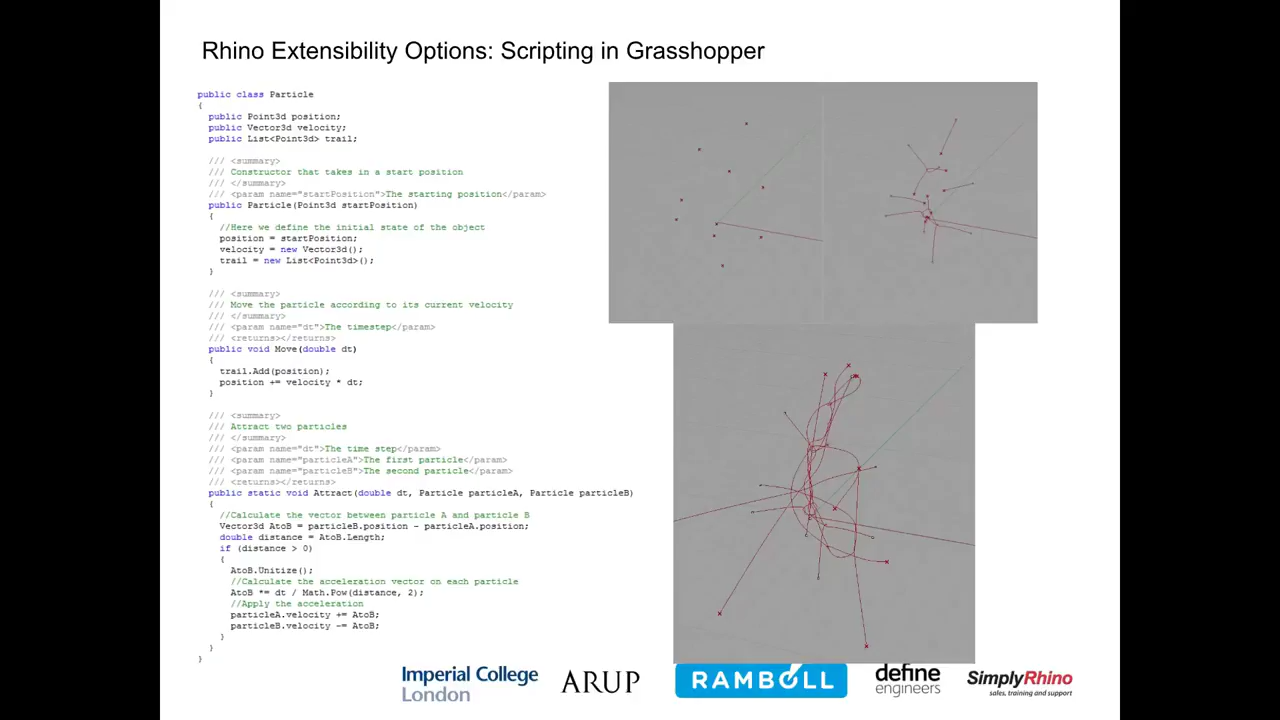 Rhino Extensibility Options: Scripting in Grasshopper
public class Particle
{
public Point3d position;
public Vector3d velocity;
public List<Point3d> trail;
/// <summary>
/// Constructor that takes in a start position
/// </summary>
/// <param name="startPosition">The starting position</param>
public Particle(Point3d startPosition)
{
//Here we define the initial state of the object
position = startPosition;
velocity = new Vector3d();
trail = new List<Point3d>();
}
/// <summary>
/// Move the particle according to its current velocity
/// </summary>
/// <param name="dt">The timestep</param>
/// <returns></returns>
public void Move(double dt)
{
trail.Add(position);
position += velocity * dt;
}
/// <summary>
/// Attract two particles
/// </summary>
/// <param name="dt">The time step</param>
/// <param name="particleA">The first particle</param>
/// <param name="particleB">The second particle</param>
/// <returns></returns>
public static void Attract(double dt, Particle particleA, Particle particleB)
{
//Calculate the vector between particle A and particle B
Vector3d AtoB = particleB.position - particleA.position;
double distance = AtoB.Length;
if (distance > 0)
{
AtoB.Unitize();
//Calculate the acceleration vector on each particle
AtoB *= dt / Math.Pow(distance, 2);
//Apply the acceleration
particleA.velocity += AtoB;
particleB.velocity -= AtoB;
}
}
}
Imperial College
London
ARUP
RAMBOLL
define
engineers
SimplyRhino
sales, training and support